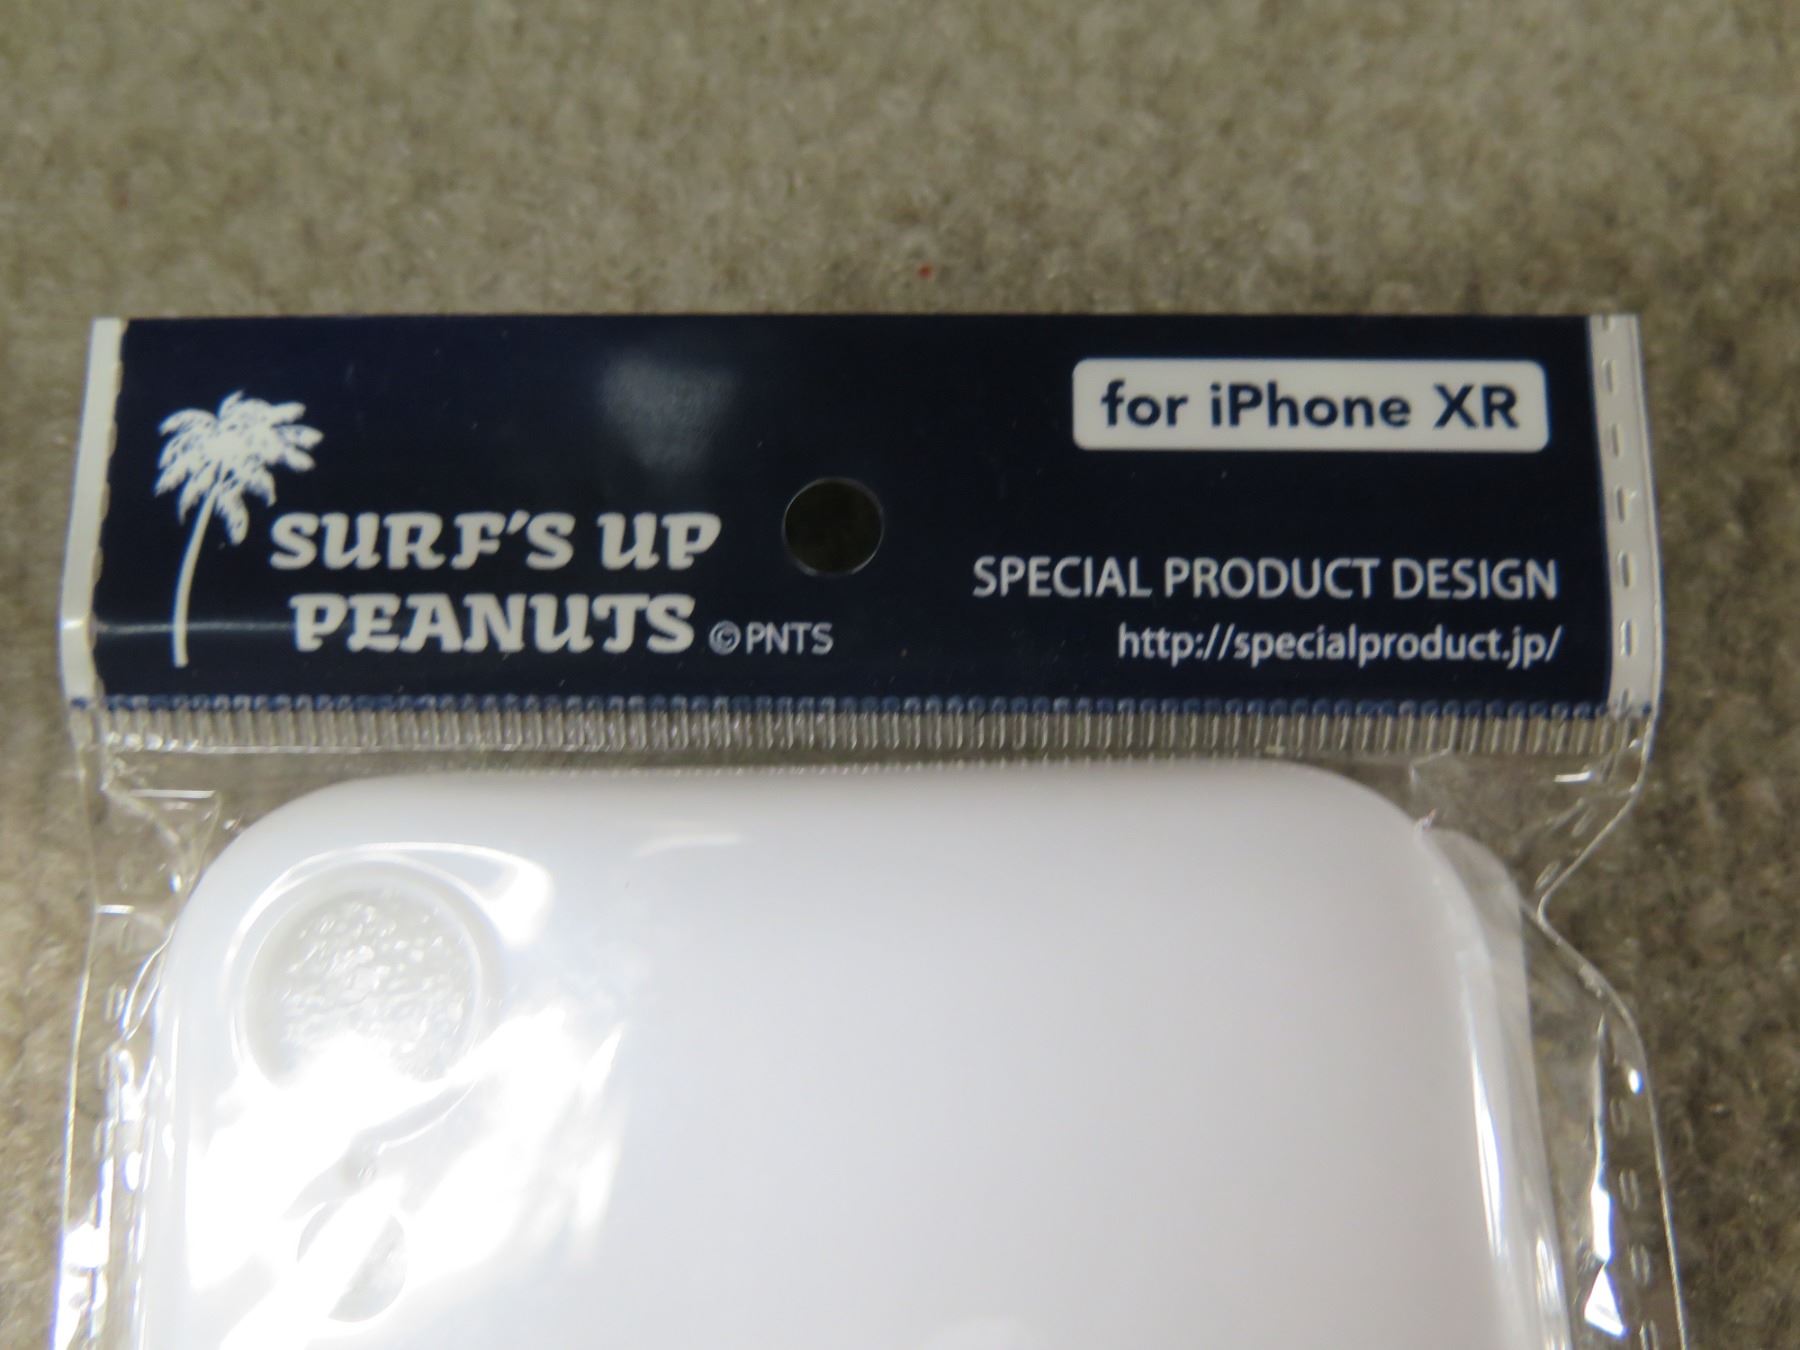 for iPhone XR
SURF'S UP
PEANUTS ©PNTS
SPECIAL PRODUCT DESIGN
http://specialproduct.jp/